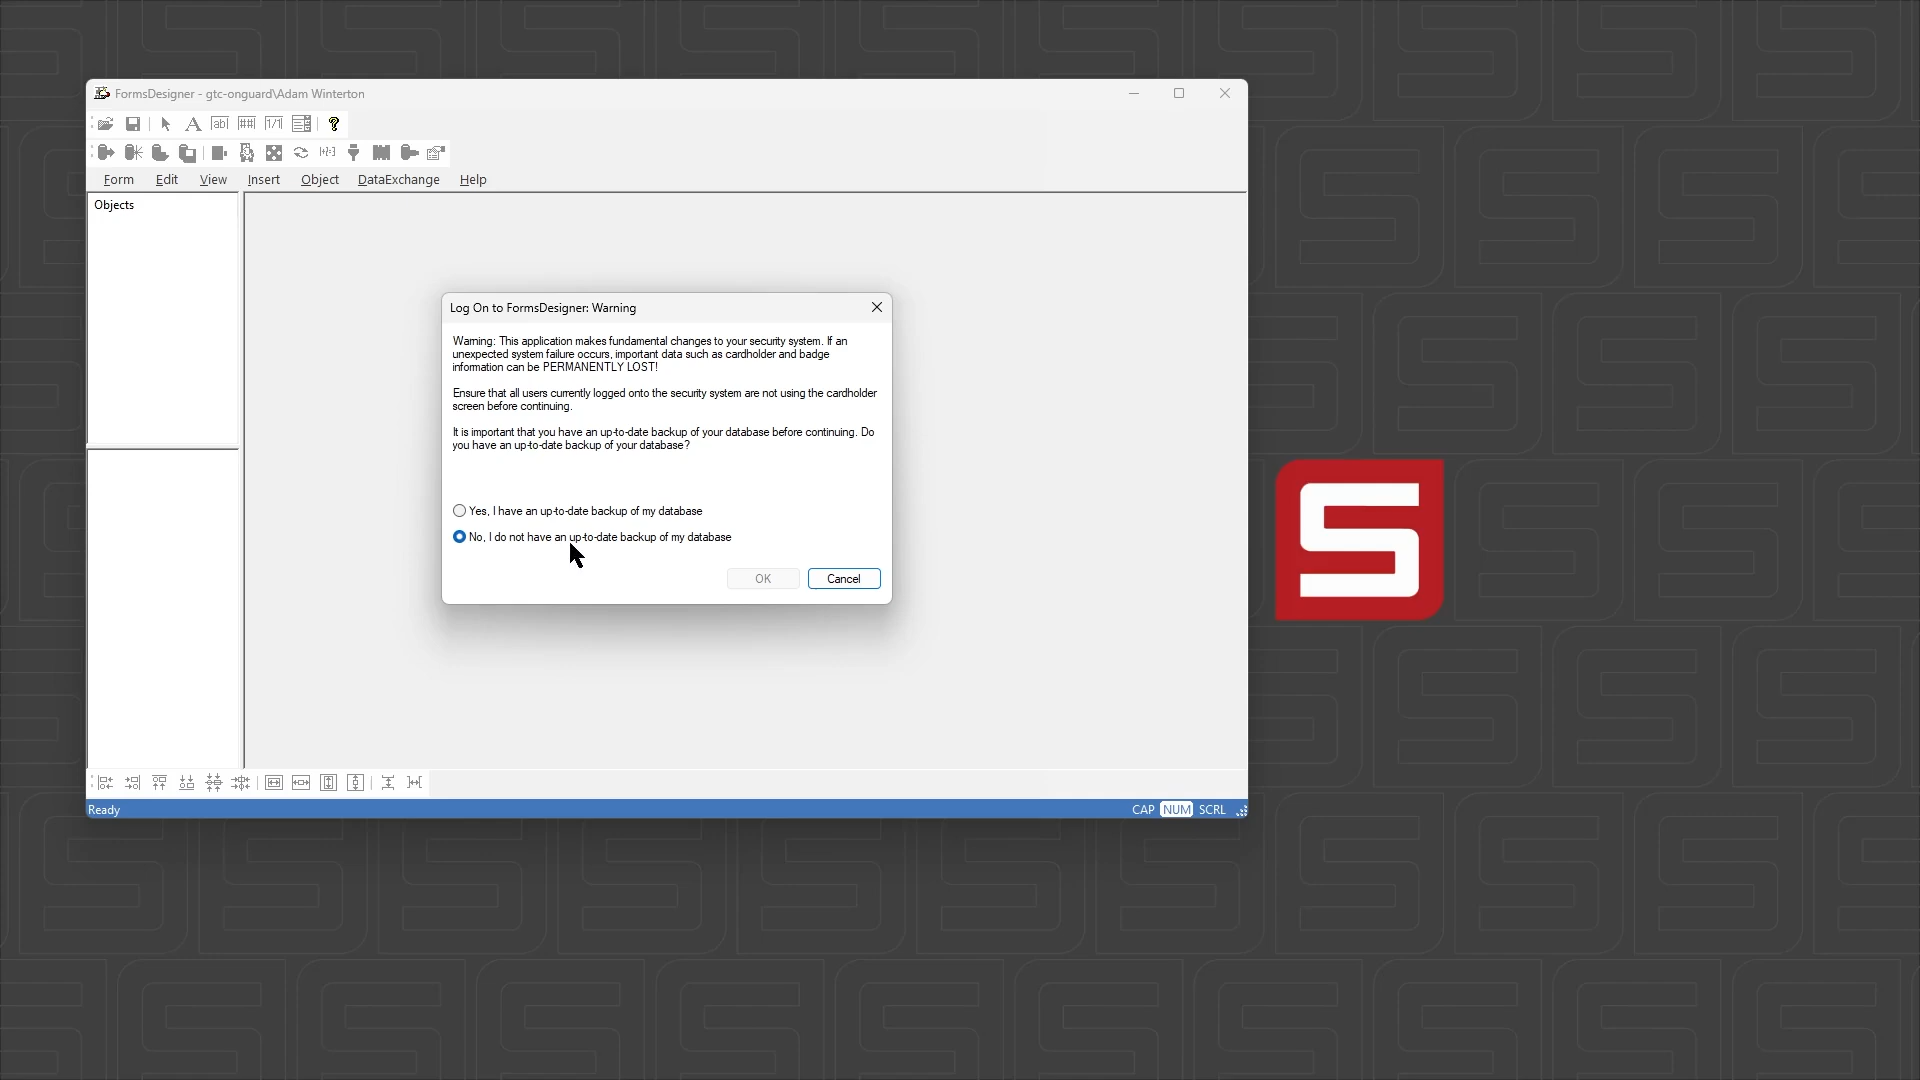 FormsDesigner - gtc-onguard\Adam Winterton
A ab| ## 1/1 ?
Form Edit View Insert Object DataExchange Help
Objects
Log On to FormsDesigner: Warning
Warning: This application makes fundamental changes to your security system. If an
unexpected system failure occurs, important data such as cardholder and badge
information can be PERMANENTLY LOST!
Ensure that all users currently logged onto the security system are not using the cardholder
screen before continuing.
It is important that you have an up-to-date backup of your database before continuing. Do
you have an up-to-date backup of your database?
Yes, I have an up-to-date backup of my database
No, I do not have an up-to-date backup of my database
OK Cancel
S
Ready CAP NUM SCRL